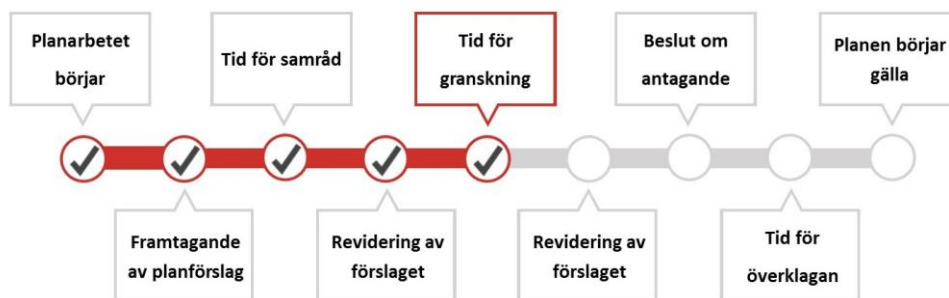 Planarbetet
börjar
Framtagande
av planförslag
Tid för samråd
Revidering av
förslaget
Tid för
granskning
Revidering av
förslaget
Beslut om
antagande
Tid för
överklagan
Planen börjar
gälla